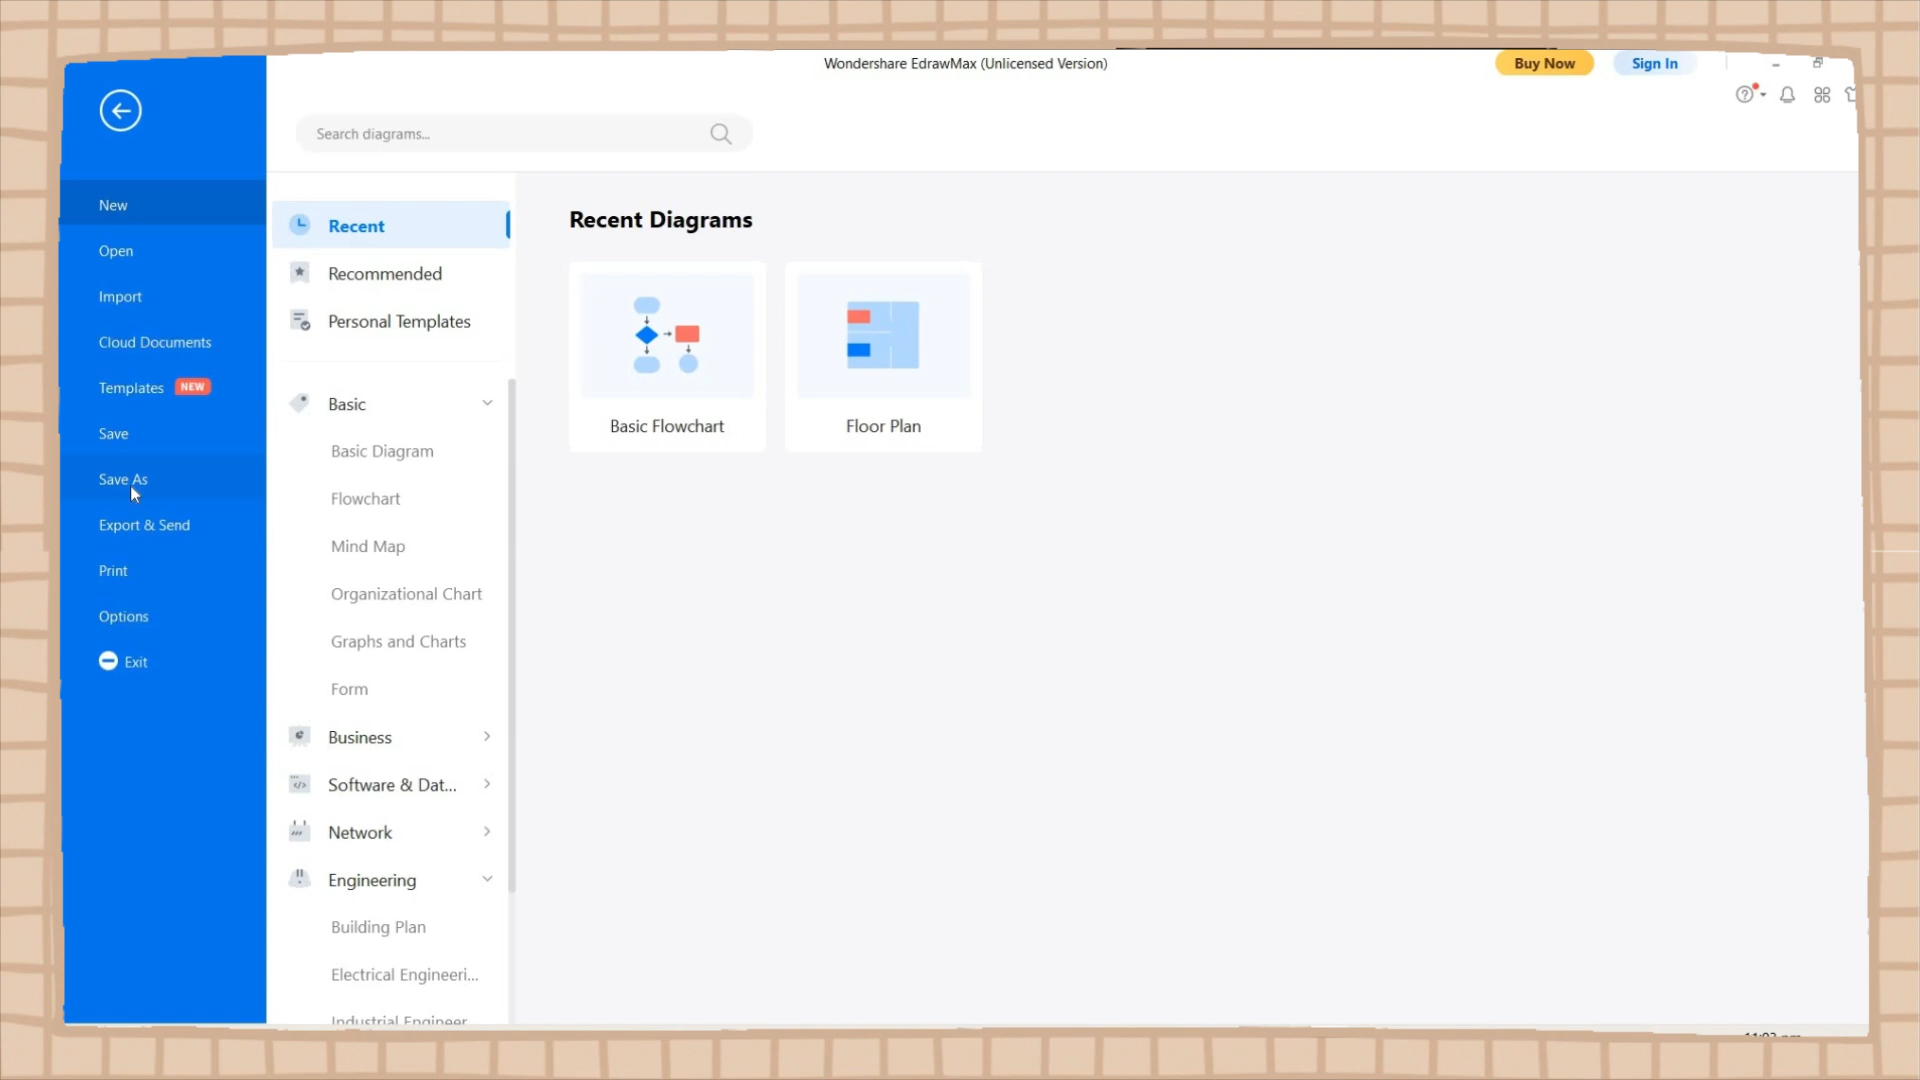 Wondershare EdrawMax (Unlicensed Version)
Buy Now
Sign In
Search diagrams...
New
Open
Import
Cloud Documents
Templates NEW
Save
Save As
Export & Send
Print
Options
Exit
Recent
Recommended
Personal Templates
Basic
Basic Diagram
Flowchart
Mind Map
Organizational Chart
Graphs and Charts
Form
Business
Software & Dat...
Network
Engineering
Building Plan
Electrical Engineeri...
Recent Diagrams
Basic Flowchart
Floor Plan